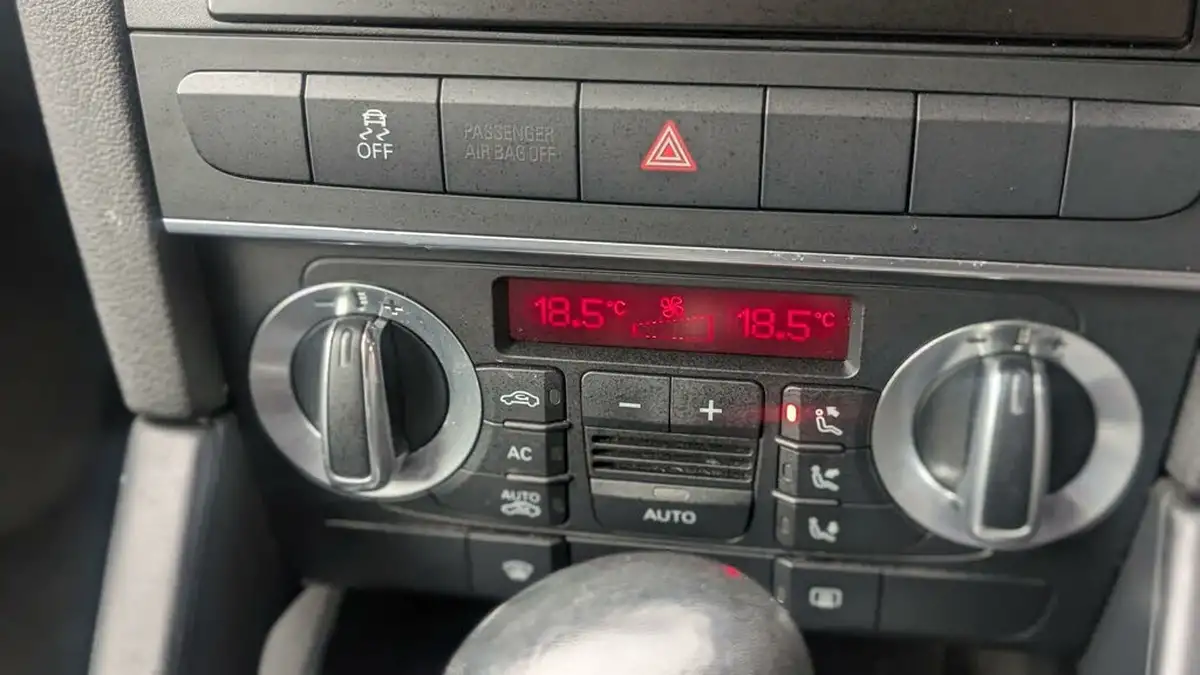 OFF
PASSENGER
AIR BAG OFF
18.5°C
18.5°C
− +
AC
AUTO
AUTO